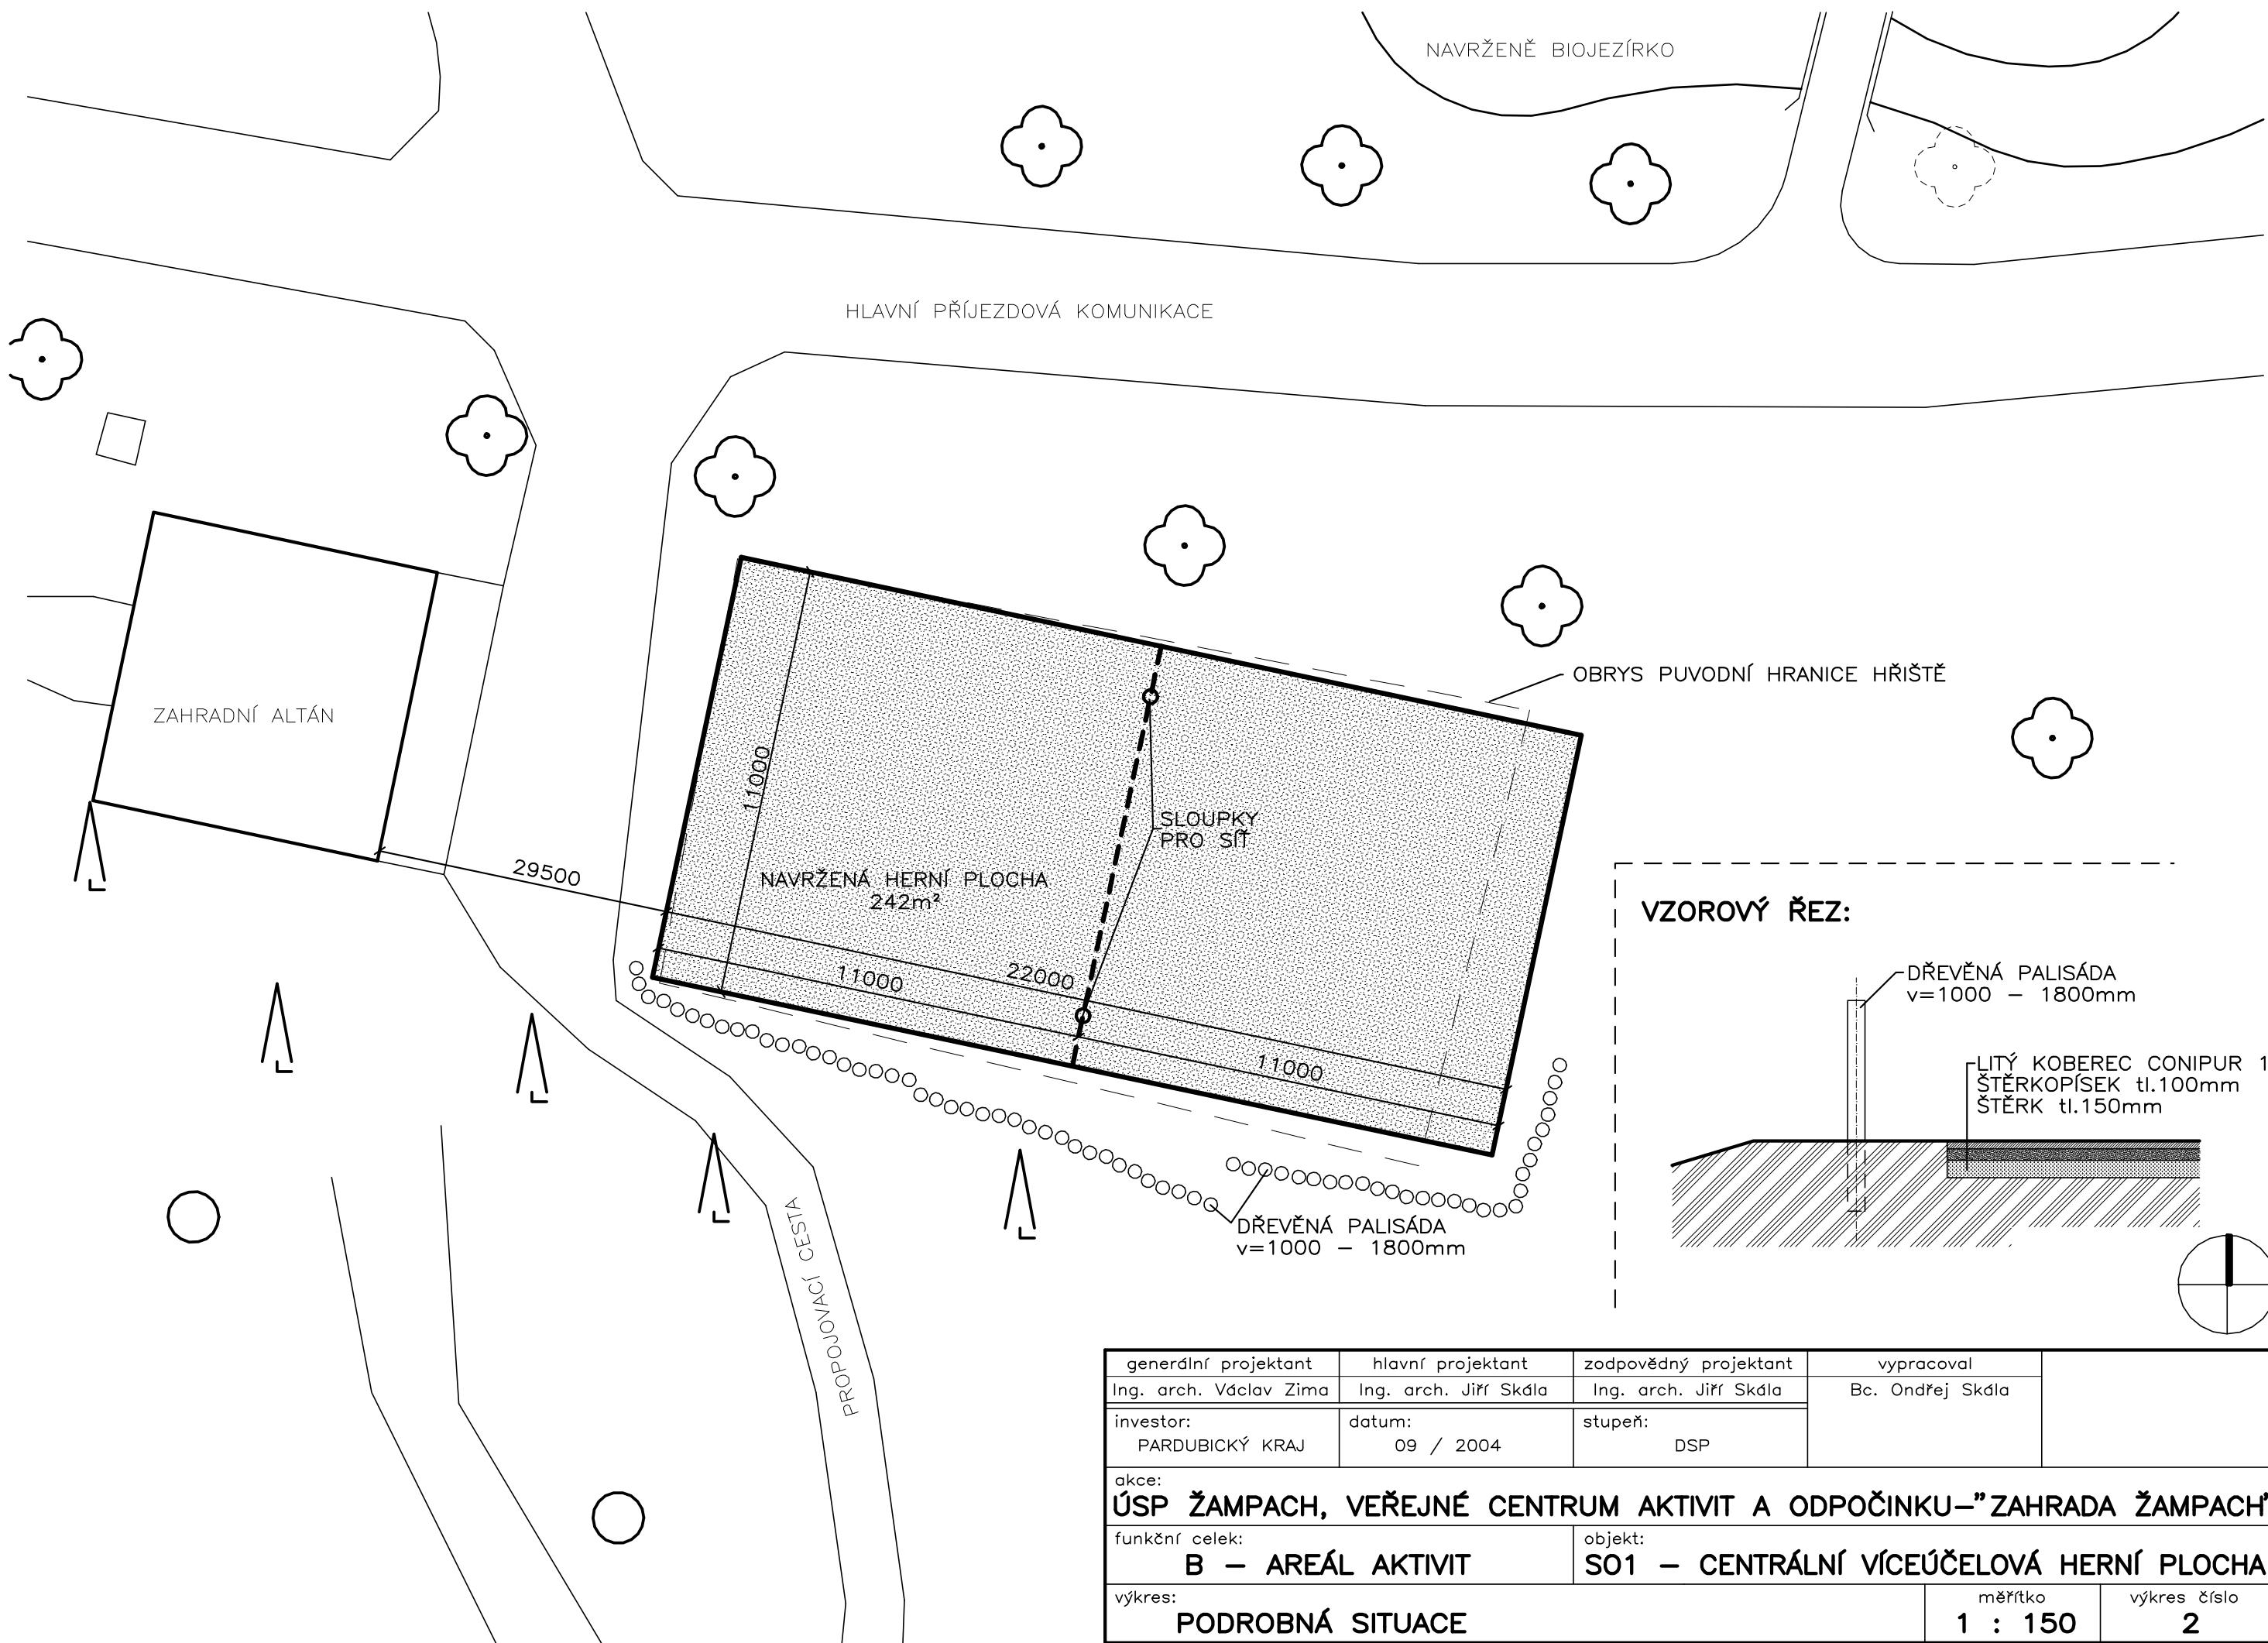 NAVRŽENĚ BIOJEZÍRKO
HLAVNÍ PŘÍJEZDOVÁ KOMUNIKACE
OBRYS PUVODNÍ HRANICE HŘIŠTĚ
ZAHRADNÍ ALTÁN
11000
SLOUPKY
PRO SÍŤ
29500
NAVRŽENÁ HERNÍ PLOCHA
242m²
22000
11000
11000
VZOROVÝ ŘEZ:
DŘEVĚNÁ PALISÁDA
v=1000 – 1800mm
LITÝ KOBEREC CONIPUR 1
ŠTĚRKOPÍSEK tl.100mm
ŠTĚRK tl.150mm
DŘEVĚNÁ PALISÁDA
v=1000 – 1800mm
PROPOJOVACÍ CESTA
generální projektant hlavní projektant zodpovědný projektant vypracoval
Ing. arch. Václav Zima Ing. arch. Jiří Skála Ing. arch. Jiří Skála Bc. Ondřej Skála
investor: datum: stupeň:
PARDUBICKÝ KRAJ 09 / 2004 DSP
akce:
ÚSP ŽAMPACH, VEŘEJNÉ CENTRUM AKTIVIT A ODPOČINKU–"ZAHRADA ŽAMPACH"
funkční celek: objekt:
B – AREÁL AKTIVIT SO1 – CENTRÁLNÍ VÍCEÚČELOVÁ HERNÍ PLOCHA
výkres: měřítko výkres číslo
PODROBNÁ SITUACE 1 : 150 2